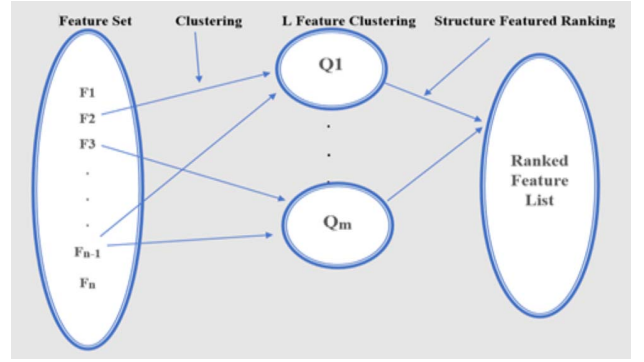 Feature Set
Clustering
L Feature Clustering
Structure Featured Ranking
F1
F2
F3
.
.
.
Fn-1
Fn
Q1
.
.
.
Qm
Ranked
Feature
List